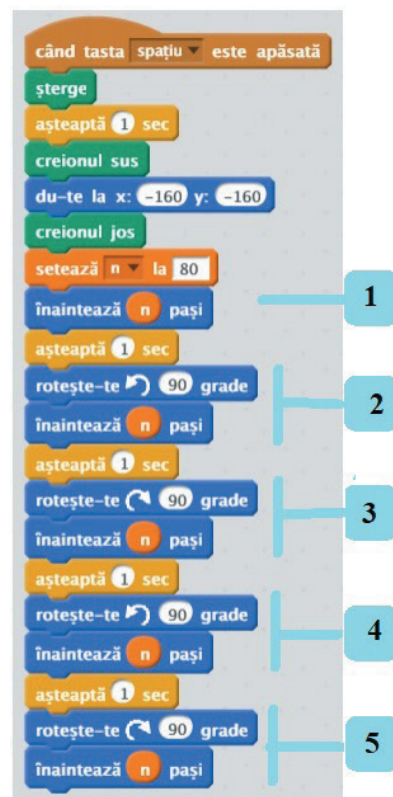 când tasta spațiu este apăsată
șterge
așteaptă 1 sec
creionul sus
du-te la x: -160 y: -160
creionul jos
setează n la 80
înaintează n pași
1
așteaptă 1 sec
rotește-te 90 grade
2
înaintează n pași
așteaptă 1 sec
rotește-te 90 grade
3
înaintează n pași
așteaptă 1 sec
rotește-te 90 grade
4
înaintează n pași
așteaptă 1 sec
rotește-te 90 grade
5
înaintează n pași